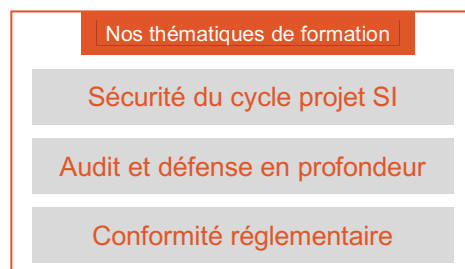 Nos thématiques de formation
Sécurité du cycle projet SI
Audit et défense en profondeur
Conformité réglementaire